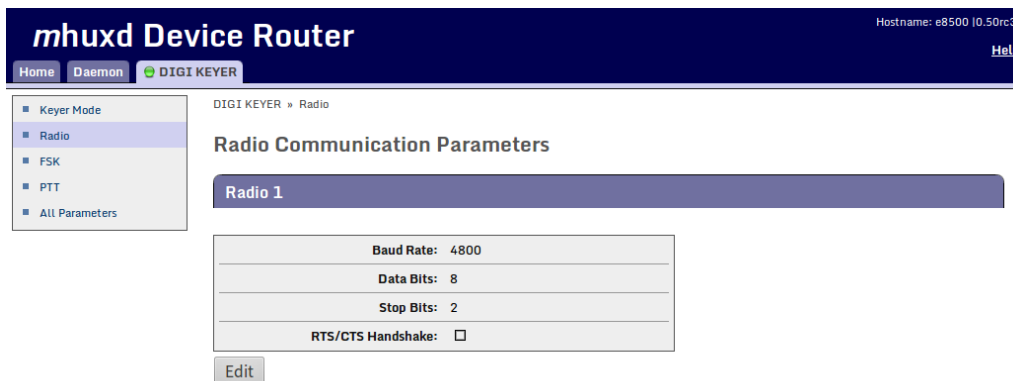 mhuxd Device Router
Hostname: e8500 |0.50rc3
Hel
Home Daemon DIGI KEYER
Keyer Mode
Radio
FSK
PTT
All Parameters
DIGI KEYER » Radio
Radio Communication Parameters
Radio 1
Baud Rate: 4800
Data Bits: 8
Stop Bits: 2
RTS/CTS Handshake:
Edit